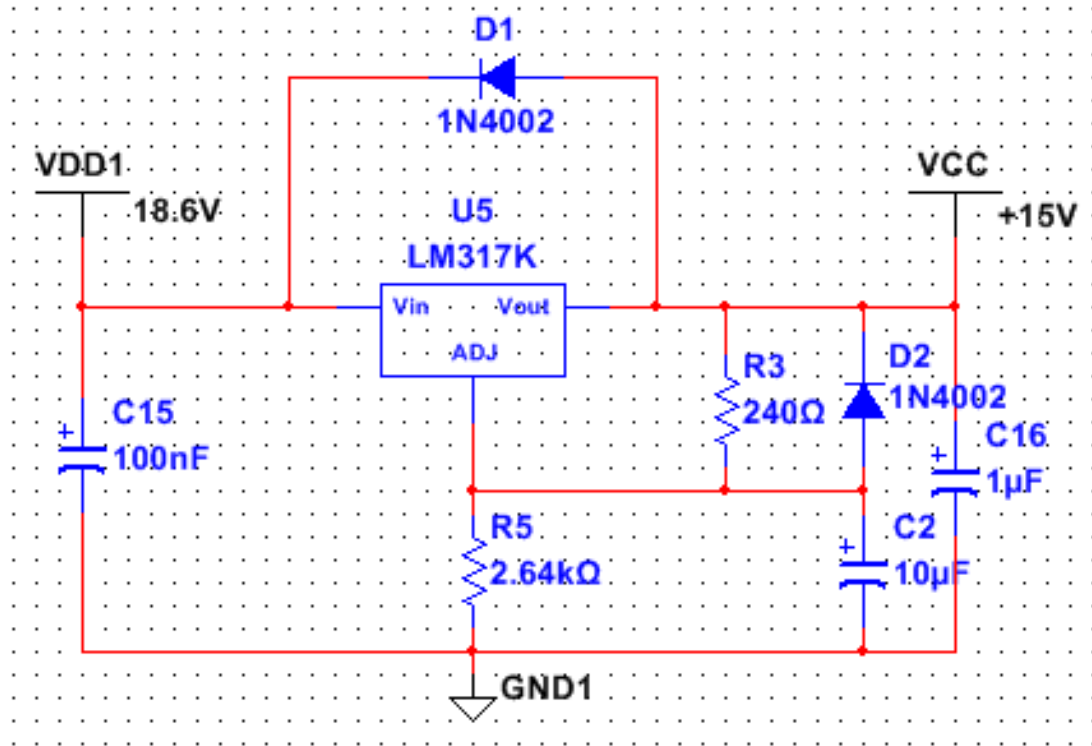 D1
1N4002
VDD1
18.6V
VCC
+15V
U5
LM317K
Vin
Vout
ADJ
D2
1N4002
R3
240Ω
C15
+
100nF
C16
+
1µF
R5
2.64kΩ
C2
+
10µF
GND1